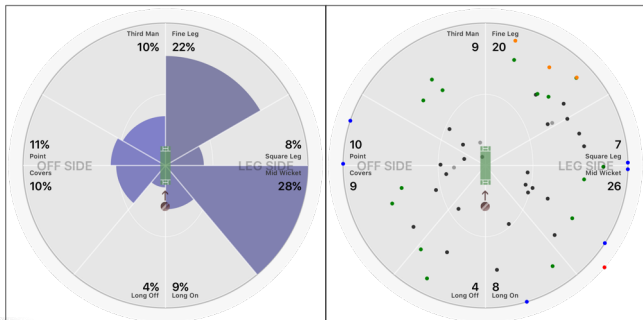 Third Man
10%
Fine Leg
22%
11%
Point
OFF SIDE
Covers
10%
8%
Square Leg
LEG SIDE
Mid Wicket
28%
4%
Long Off
9%
Long On
Third Man
9
Fine Leg
20
10
Point
OFF SIDE
Covers
9
7
Square Leg
LEG SIDE
Mid Wicket
26
4
Long Off
8
Long On